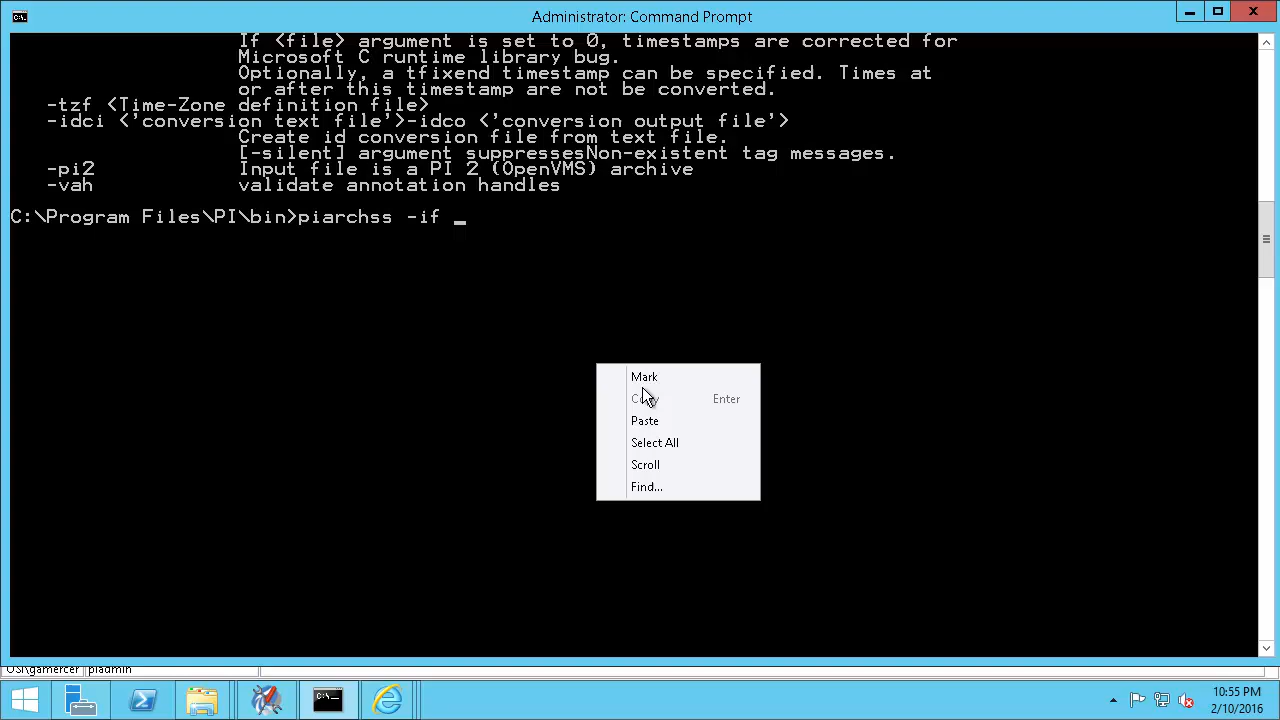 Administrator: Command Prompt
If <file> argument is set to 0, timestamps are corrected for
Microsoft C runtime library bug.
Optionally, a tfixend timestamp can be specified. Times at
or after this timestamp are not be converted.
-tzf <Time-Zone definition file>
-idci <'conversion text file'>-idco <'conversion output file'>
Create id conversion file from text file.
[-silent] argument suppressesNon-existent tag messages.
-pi2 Input file is a PI 2 (OpenVMS) archive
-vah validate annotation handles
C:\Program Files\PI\bin>piarchss -if _
Mark
Copy Enter
Paste
Select All
Scroll
Find...
OSI\gamercer piadmin
10:55 PM
2/10/2016